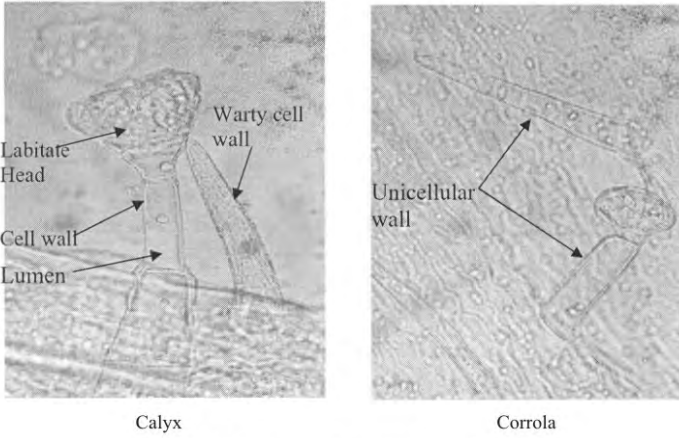 Labitate
Head
Warty cell
wall
Cell wall
Lumen
Unicellular
wall
Calyx
Corrola